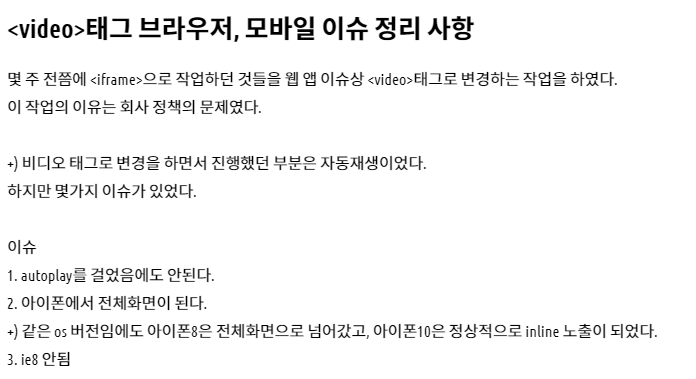 <video>태그 브라우저, 모바일 이슈 정리 사항
몇 주 전쯤에 <iframe>으로 작업하던 것들을 웹 앱 이슈상 <video>태그로 변경하는 작업을 하였다.
이 작업의 이유는 회사 정책의 문제였다.
+) 비디오 태그로 변경을 하면서 진행했던 부분은 자동재생이었다.
하지만 몇가지 이슈가 있었다.
이슈
1. autoplay를 걸었음에도 안된다.
2. 아이폰에서 전체화면이 된다.
+) 같은 os 버전임에도 아이폰8은 전체화면으로 넘어갔고, 아이폰10은 정상적으로 inline 노출이 되었다.
3. ie8 안됨